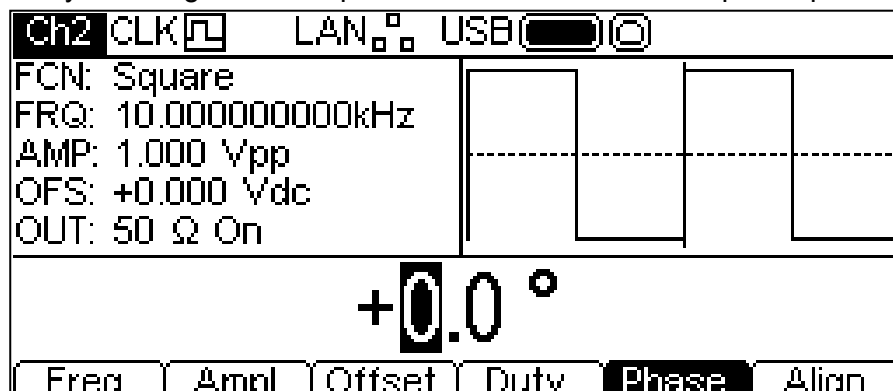 Ch2 CLK LAN USB
FCN: Square
FRQ: 10.000000000kHz
AMP: 1.000 Vpp
OFS: +0.000 Vdc
OUT: 50 Ω On
+0.0 °
Freq Ampl Offset Duty Phase Align